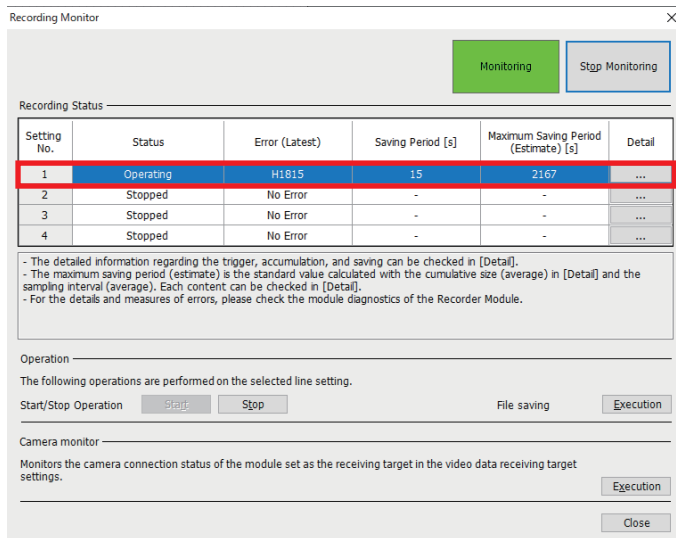 Recording Monitor
Monitoring
Stop Monitoring
Recording Status
Setting No. Status Error (Latest) Saving Period [s] Maximum Saving Period (Estimate) [s] Detail
1 Operating H1815 15 2167 ...
2 Stopped No Error - - ...
3 Stopped No Error - - ...
4 Stopped No Error - - ...
- The detailed information regarding the trigger, accumulation, and saving can be checked in [Detail].
- The maximum saving period (estimate) is the standard value calculated with the cumulative size (average) in [Detail] and the
sampling interval (average). Each content can be checked in [Detail].
- For the details and measures of errors, please check the module diagnostics of the Recorder Module.
Operation
The following operations are performed on the selected line setting.
Start/Stop Operation Start Stop File saving Execution
Camera monitor
Monitors the camera connection status of the module set as the receiving target in the video data receiving target
settings.
Execution
Close